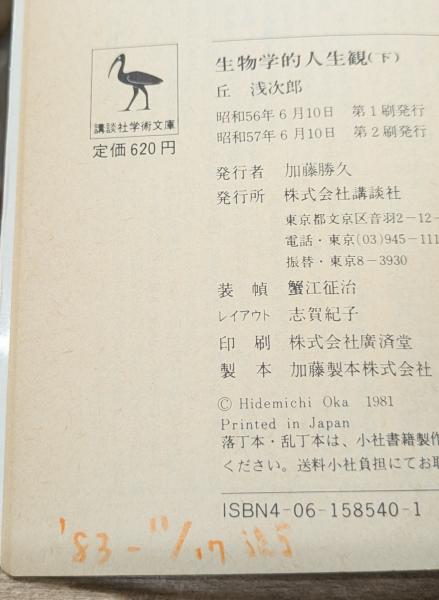 講談社学術文庫
定価620円
生物学的人生観(下)
丘 浅次郎
昭和56年6月10日 第1刷発行
昭和57年6月10日 第2刷発行
発行者 加藤勝久
発行所 株式会社講談社
東京都文京区音羽2-12-
電話・東京(03)945-111
振替・東京8-3930
装幀 蟹江征治
レイアウト 志賀紀子
印刷 株式会社廣済堂
製本 加藤製本株式会社
© Hidemichi Oka 1981
Printed in Japan
落丁本・乱丁本は、小社書籍製作
ください。送料小社負担にてお取
ISBN4-06-158540-1
'83-11/17